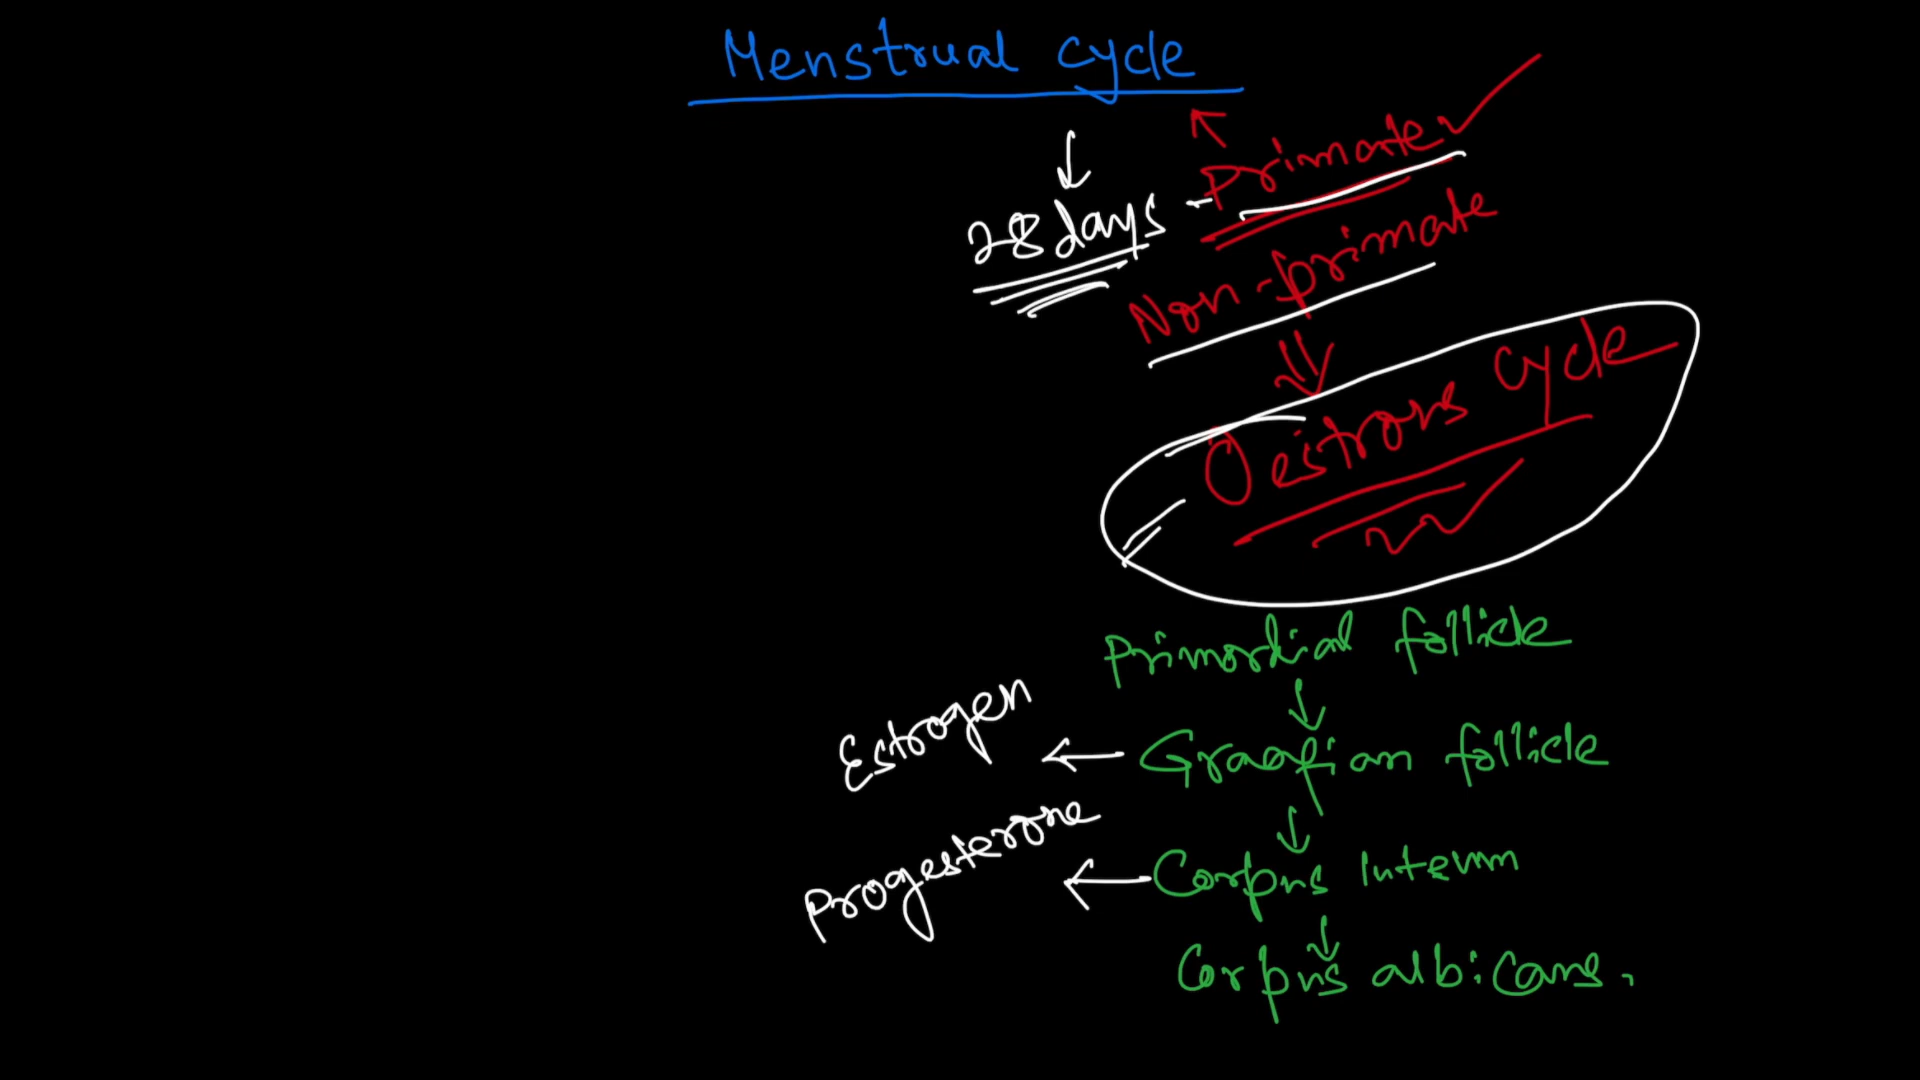 Menstrual cycle
28 days - Primate
Non-primate
Oestrous cycle
Primordial follicle
Estrogen ← Graafian follicle
Progesterone ← Corpus luteum
Corpus albicans.